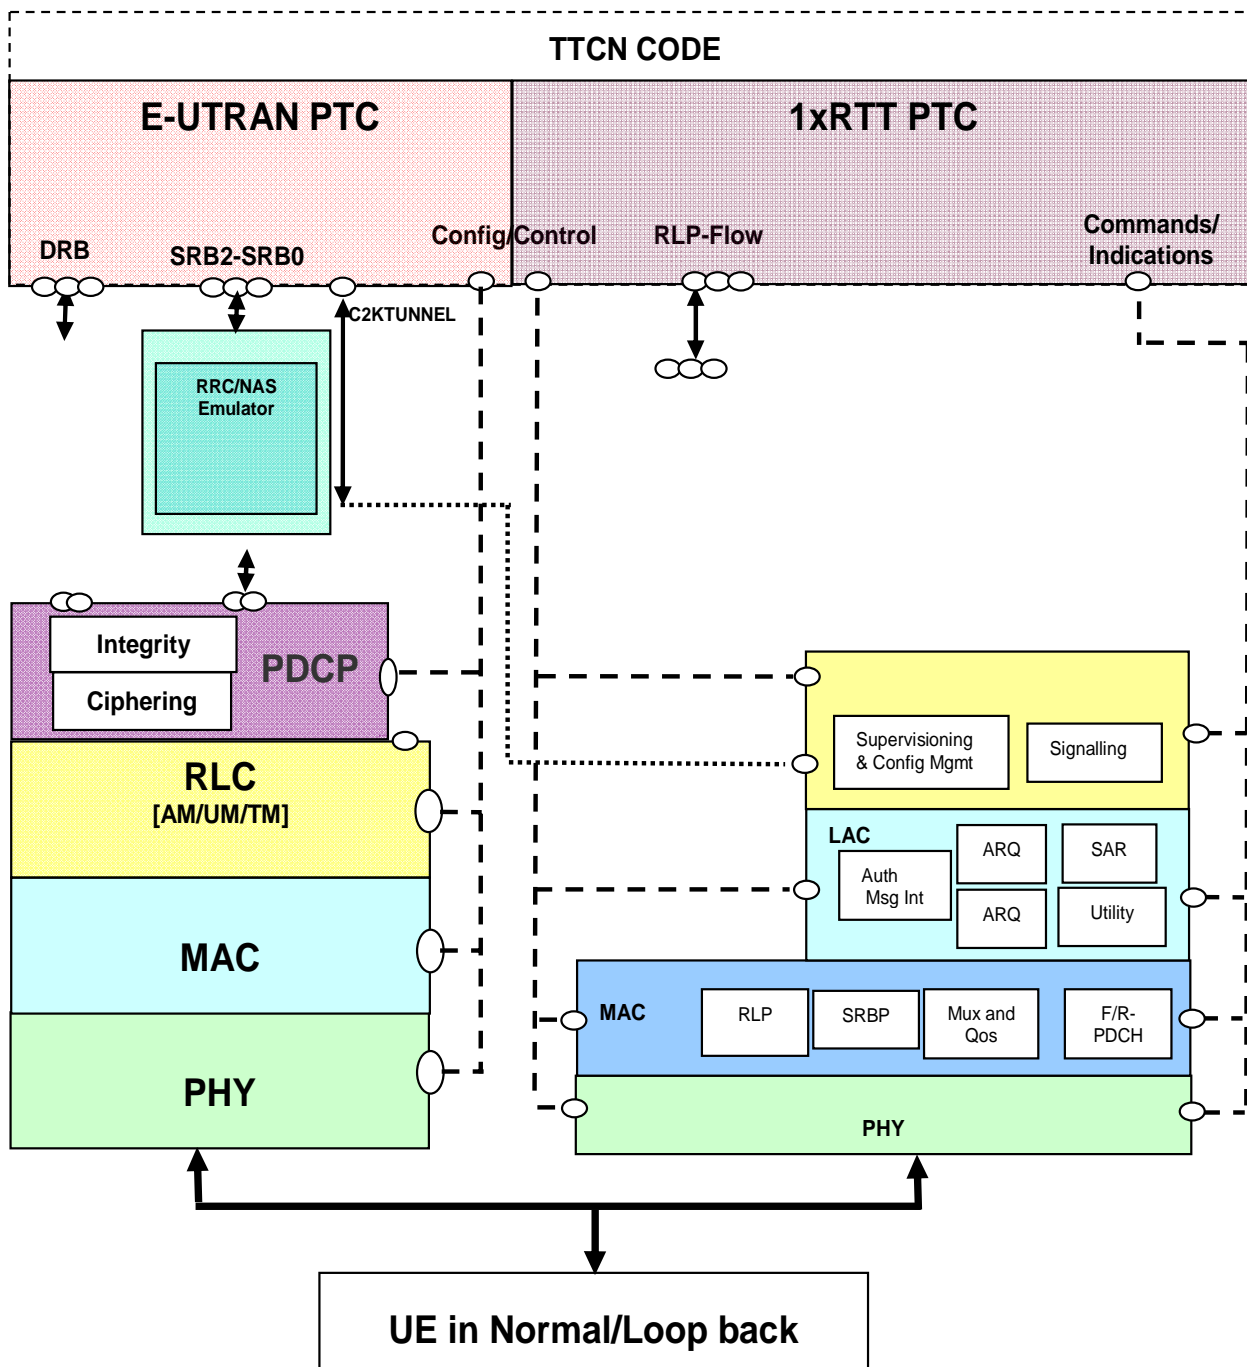 TTCN CODE
E-UTRAN PTC
1xRTT PTC
DRB
SRB2-SRB0
Config/Control
RLP-Flow
Commands/
Indications
C2KTUNNEL
RRC/NAS
Emulator
Integrity
Ciphering
PDCP
RLC
[AM/UM/TM]
MAC
PHY
Supervisioning
& Config Mgmt
Signalling
LAC
Auth
Msg Int
ARQ
SAR
ARQ
Utility
MAC
RLP
SRBP
Mux and
Qos
F/R-
PDCH
PHY
UE in Normal/Loop back